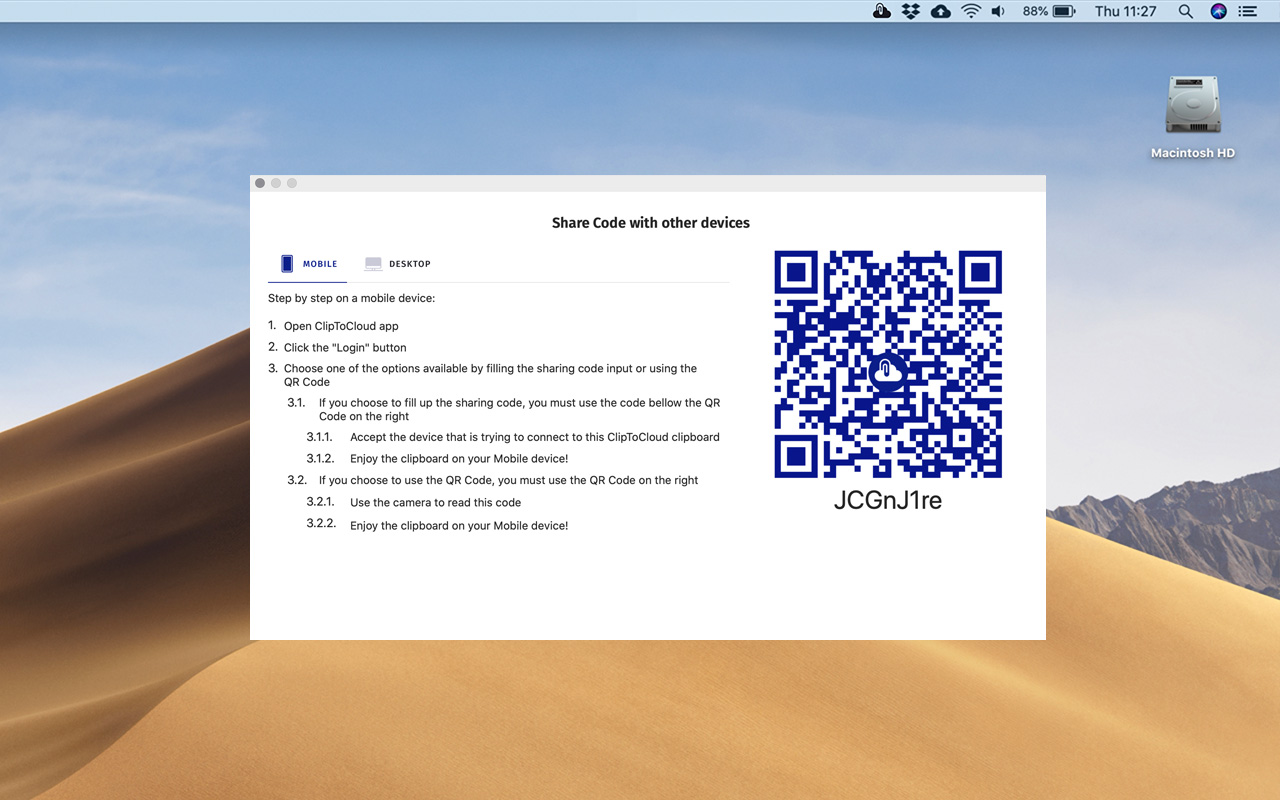 88% Thu 11:27
Macintosh HD
Share Code with other devices
MOBILE DESKTOP
Step by step on a mobile device:
1. Open ClipToCloud app
2. Click the "Login" button
3. Choose one of the options available by filling the sharing code input or using the
QR Code
3.1. If you choose to fill up the sharing code, you must use the code bellow the QR
Code on the right
3.1.1. Accept the device that is trying to connect to this ClipToCloud clipboard
3.1.2. Enjoy the clipboard on your Mobile device!
3.2. If you choose to use the QR Code, you must use the QR Code on the right
3.2.1. Use the camera to read this code
3.2.2. Enjoy the clipboard on your Mobile device!
JCGnJ1re